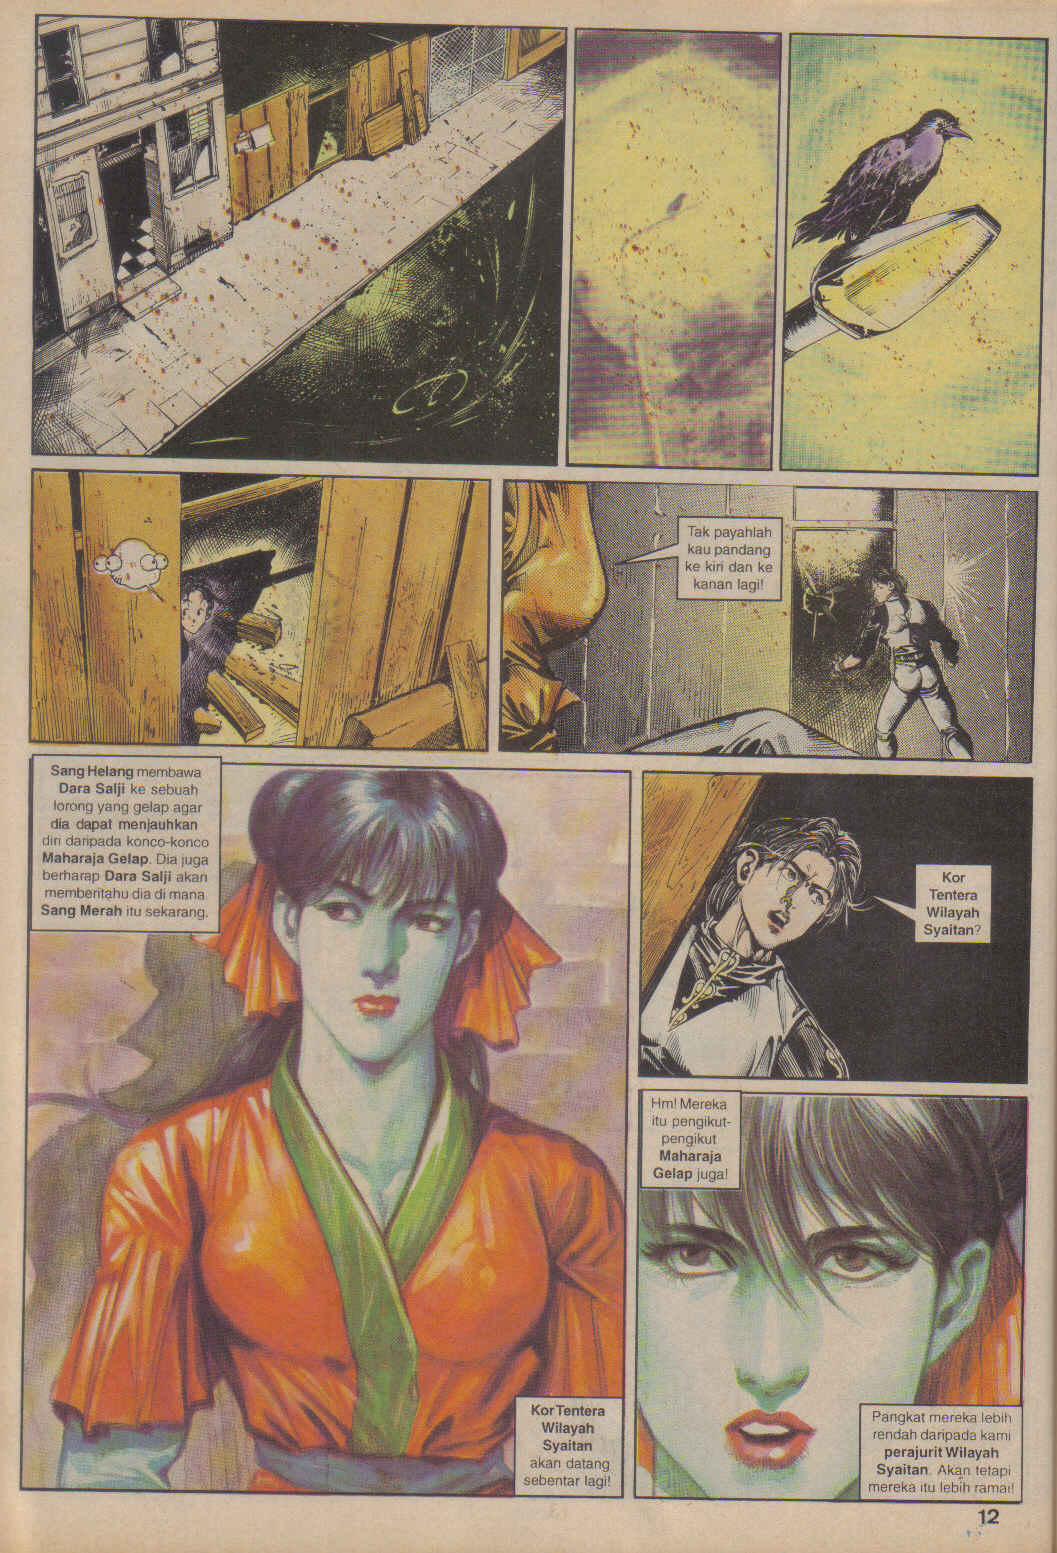 Tak payahlah
kau pandang
ke kiri dan ke
kanan lagi!
Sang Helang membawa
Dara Salji ke sebuah
lorong yang gelap agar
dia dapat menjauhkan
diri daripada konco-konco
Maharaja Gelap. Dia juga
berharap Dara Salji akan
memberitahu dia di mana
Sang Merah itu sekarang.
Kor Tentera
Wilayah
Syaitan
akan datang
sebentar lagi!
Kor
Tentera
Wilayah
Syaitan?
Hm! Mereka
itu pengikut-
pengikut
Maharaja
Gelap juga!
Pangkat mereka lebih
rendah daripada kami
perajurit Wilayah
Syaitan. Akan tetapi
mereka itu lebih ramai!
12